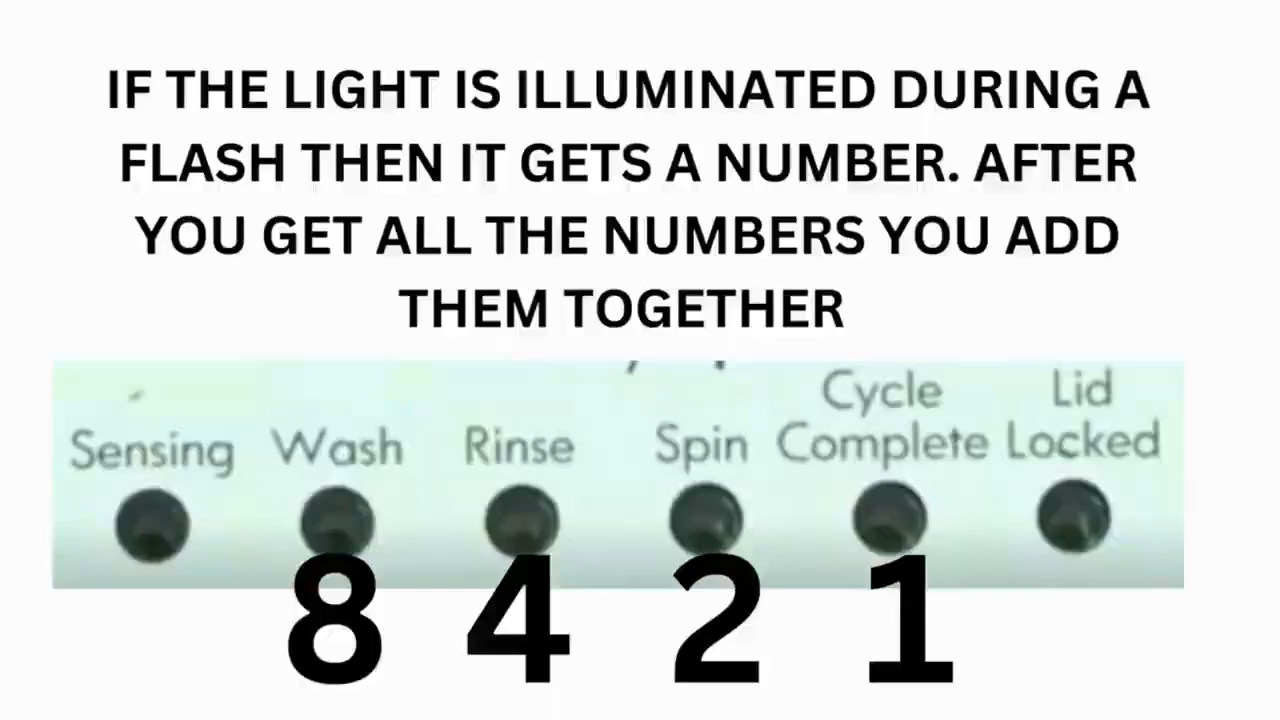 IF THE LIGHT IS ILLUMINATED DURING A
FLASH THEN IT GETS A NUMBER. AFTER
YOU GET ALL THE NUMBERS YOU ADD
THEM TOGETHER
Sensing Wash Rinse Spin Cycle Complete Lid Locked
8 4 2 1